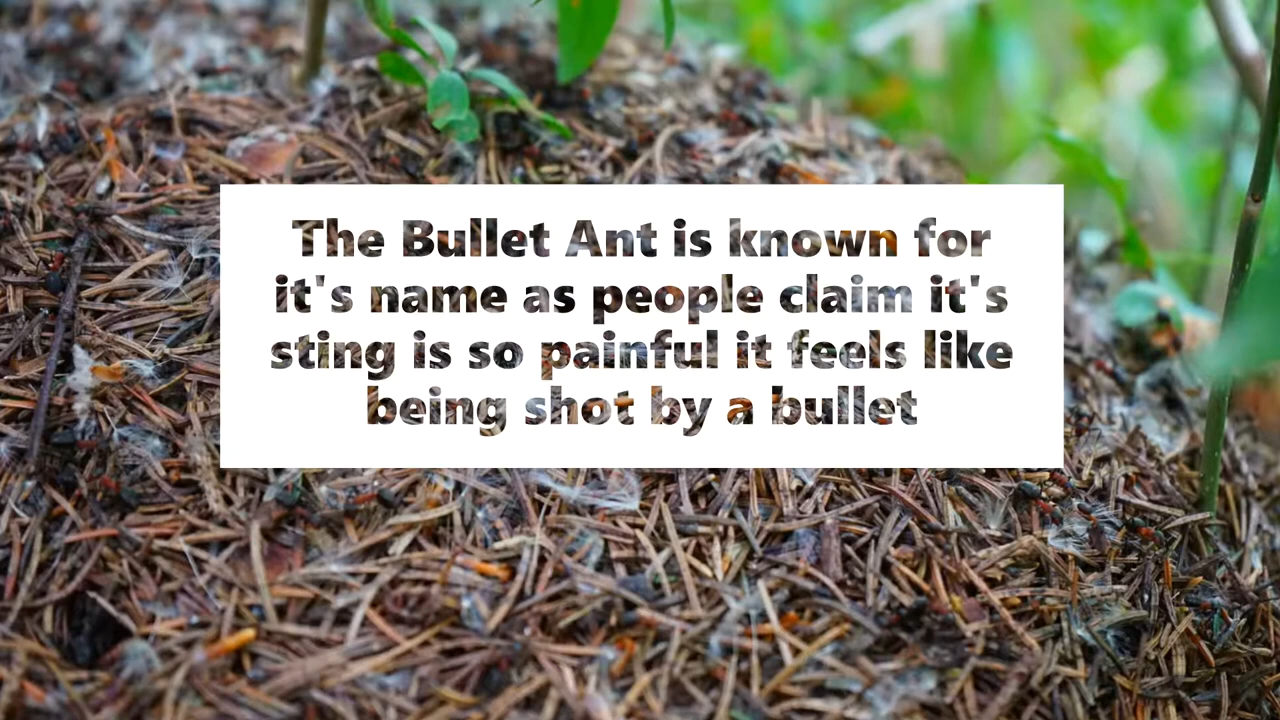 The Bullet Ant is known for
it's name as people claim it's
sting is so painful it feels like
being shot by a bullet